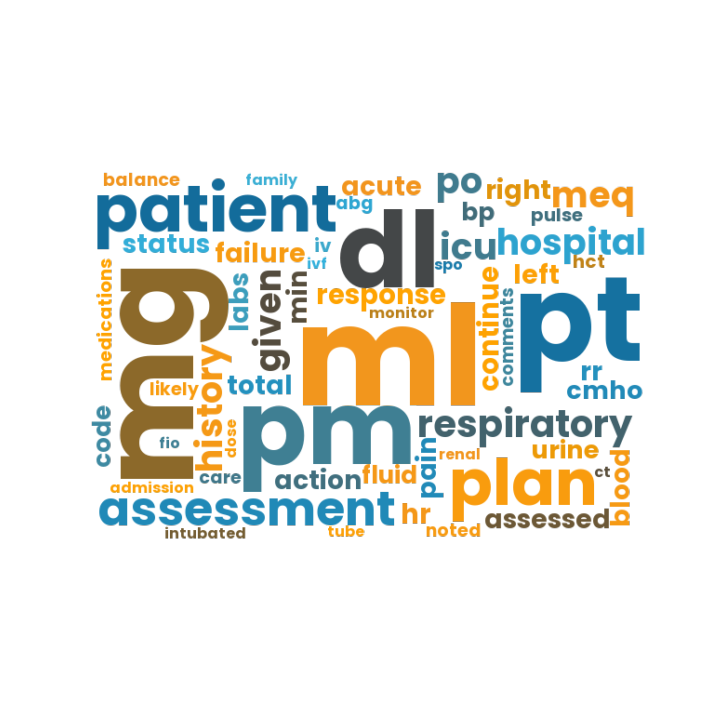 balance
family
patient
abg
acute
po
right
meq
bp
pulse
status
failure
iv
ivf
dl
icu
hospital
spo
hct
left
medications
mg
labs
given
min
response
monitor
continue
comments
pt
likely
history
total
ml
rr
cmho
code
fio
dose
pm
respiratory
care
action
fluid
pain
renal
urine
ct
blood
admission
plan
assessment
hr
assessed
intubated
tube
noted